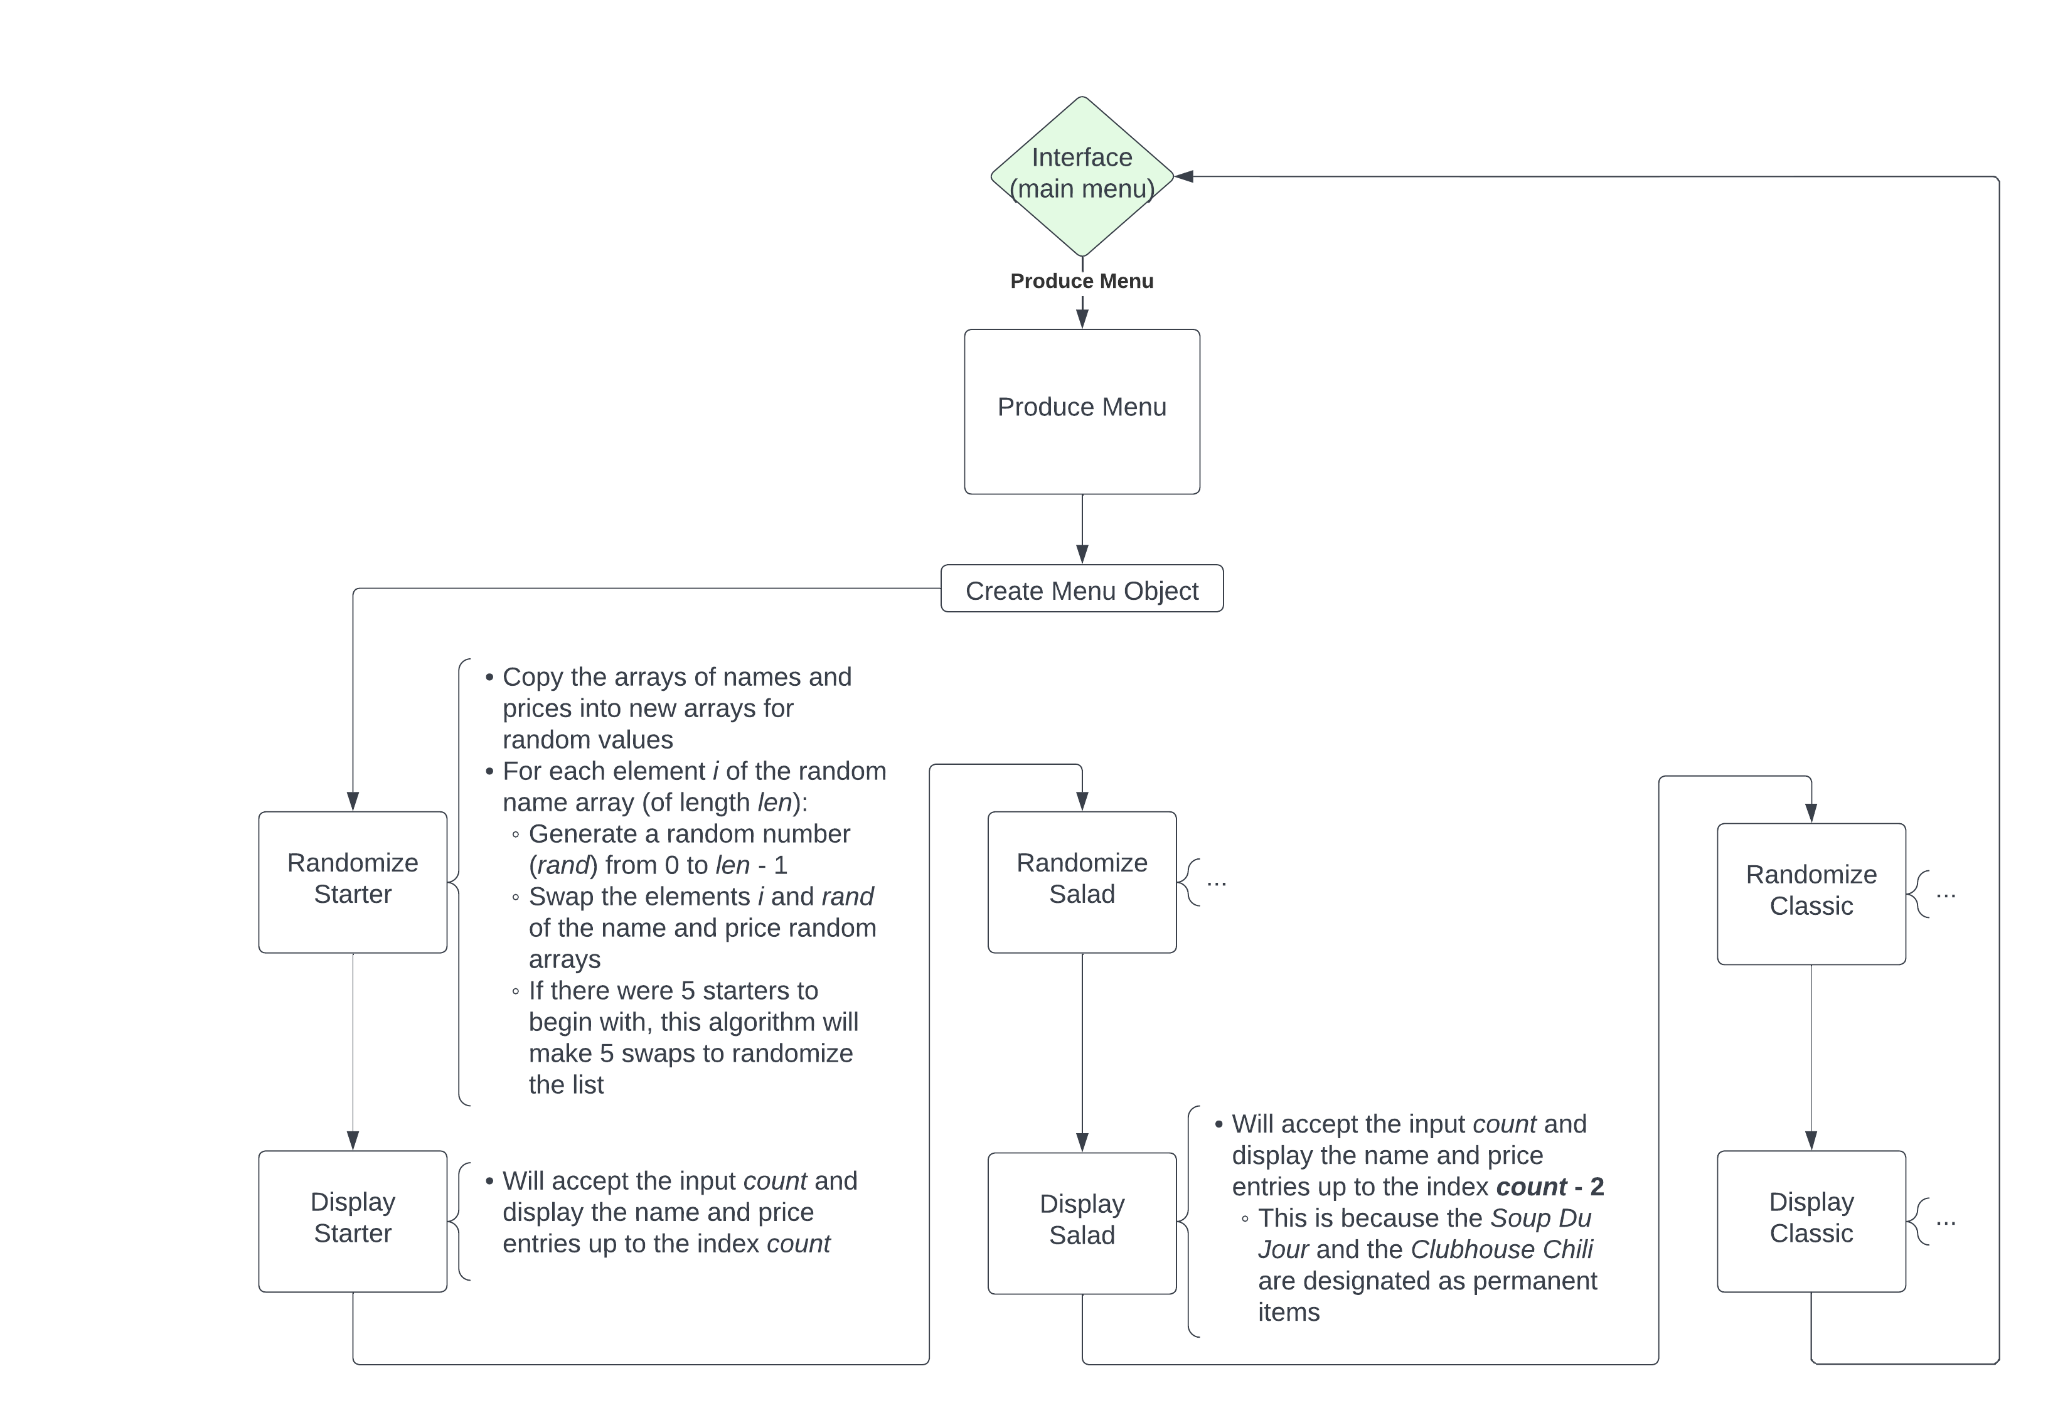 Interface
(main menu)
Produce Menu
Produce Menu
Create Menu Object
• Copy the arrays of names and
prices into new arrays for
random values
• For each element i of the random
name array (of length len):
◦ Generate a random number
(rand) from 0 to len - 1
◦ Swap the elements i and rand
of the name and price random
arrays
◦ If there were 5 starters to
begin with, this algorithm will
make 5 swaps to randomize
the list
Randomize
Starter
Randomize
Salad
...
Randomize
Classic
...
Display
Starter
• Will accept the input count and
display the name and price
entries up to the index count
Display
Salad
• Will accept the input count and
display the name and price
entries up to the index count - 2
◦ This is because the Soup Du
Jour and the Clubhouse Chili
are designated as permanent
items
Display
Classic
...